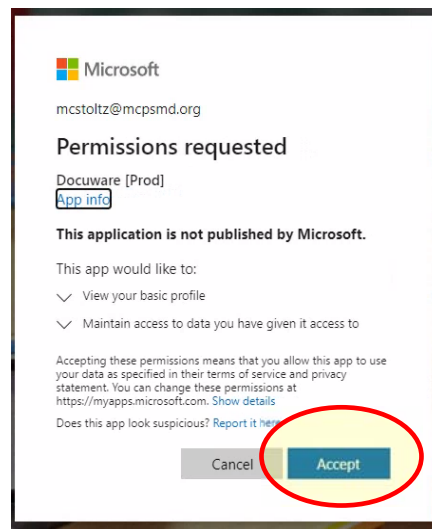 Microsoft
mcstoltz@mcpsmd.org
Permissions requested
Docuware [Prod]
App info
This application is not published by Microsoft.
This app would like to:
View your basic profile
Maintain access to data you have given it access to
Accepting these permissions means that you allow this app to use
your data as specified in their terms of service and privacy
statement. You can change these permissions at
https://myapps.microsoft.com. Show details
Does this app look suspicious? Report it here
Cancel
Accept